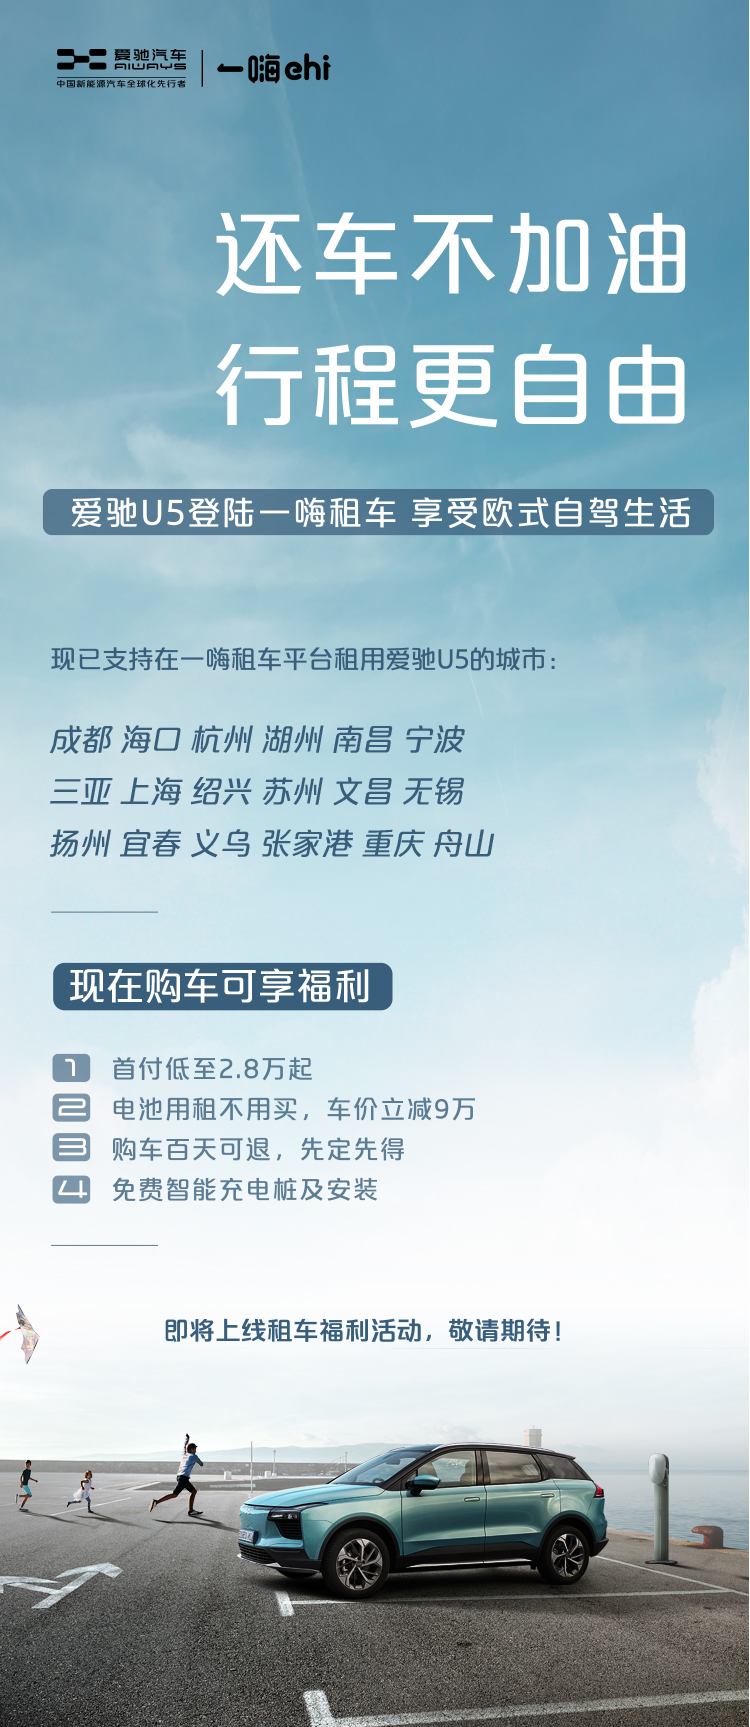 爱驰汽车
AIWAYS
中国新能源汽车全球化先行者
一嗨ehi
还车不加油
行程更自由
爱驰U5登陆一嗨租车 享受欧式自驾生活
现已支持在一嗨租车平台租用爱驰U5的城市：
成都 海口 杭州 湖州 南昌 宁波
三亚 上海 绍兴 苏州 文昌 无锡
扬州 宜春 义乌 张家港 重庆 舟山
现在购车可享福利
1 首付低至2.8万起
2 电池用租不用买，车价立减9万
3 购车百天可退，先定先得
4 免费智能充电桩及安装
即将上线租车福利活动，敬请期待！